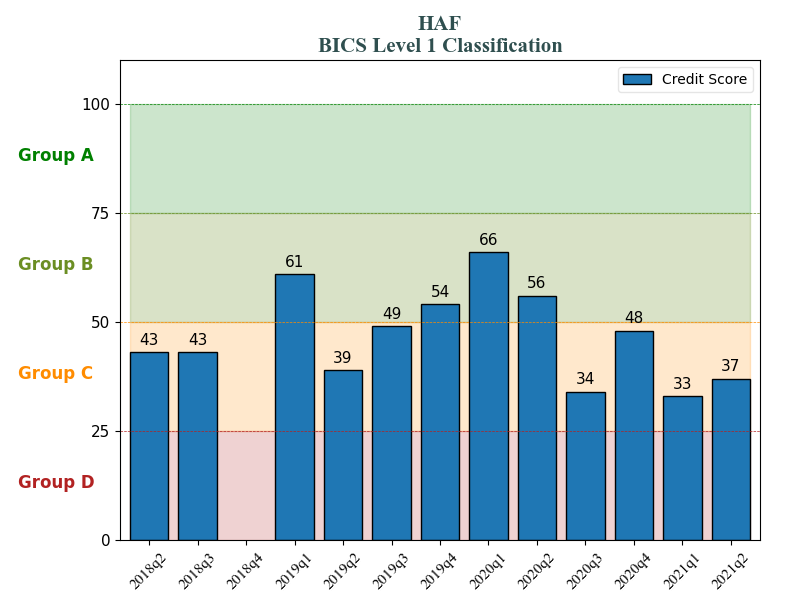 HAF
BICS Level 1 Classification
Credit Score
100
Group A
75
66
Group B
61
56
54
50
49
48
43
43
39
37
Group C
34
33
25
Group D
0
2018q2
2018q3
2018q4
2019q1
2019q2
2019q3
2019q4
2020q1
2020q2
2020q3
2020q4
2021q1
2021q2